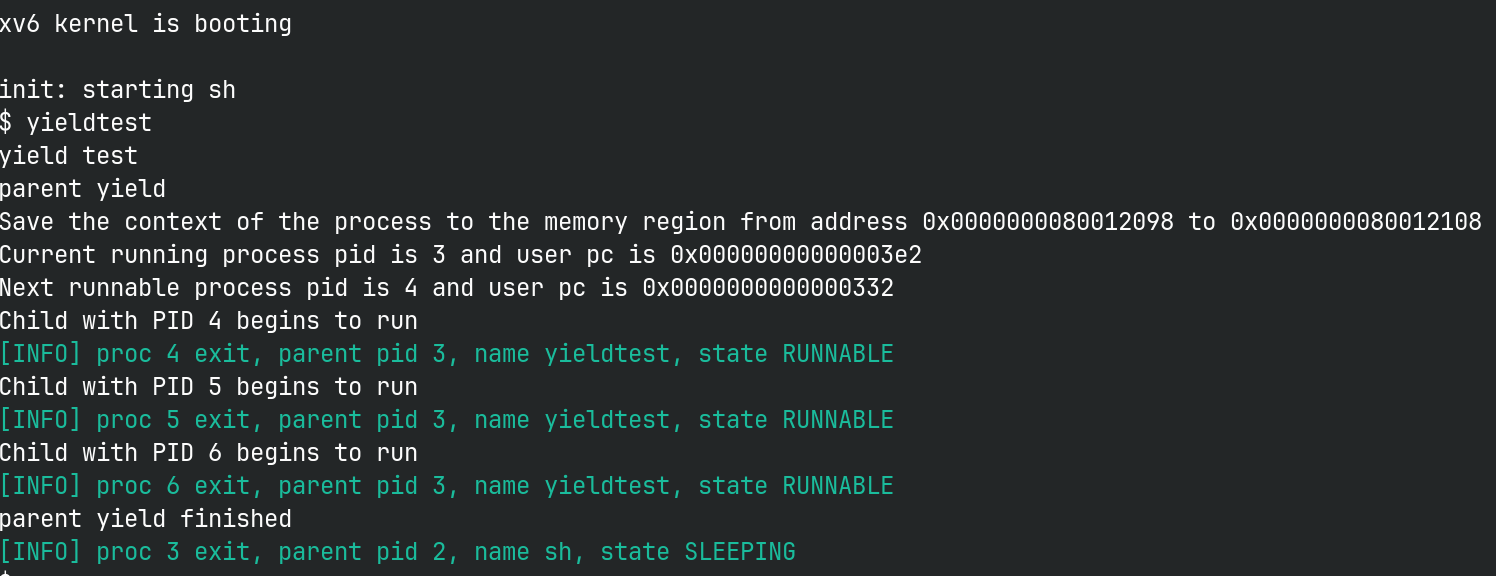 xv6 kernel is booting
init: starting sh
$ yieldtest
yield test
parent yield
Save the context of the process to the memory region from address 0x0000000080012098 to 0x0000000080012108
Current running process pid is 3 and user pc is 0x00000000000003e2
Next runnable process pid is 4 and user pc is 0x0000000000000332
Child with PID 4 begins to run
[INFO] proc 4 exit, parent pid 3, name yieldtest, state RUNNABLE
Child with PID 5 begins to run
[INFO] proc 5 exit, parent pid 3, name yieldtest, state RUNNABLE
Child with PID 6 begins to run
[INFO] proc 6 exit, parent pid 3, name yieldtest, state RUNNABLE
parent yield finished
[INFO] proc 3 exit, parent pid 2, name sh, state SLEEPING